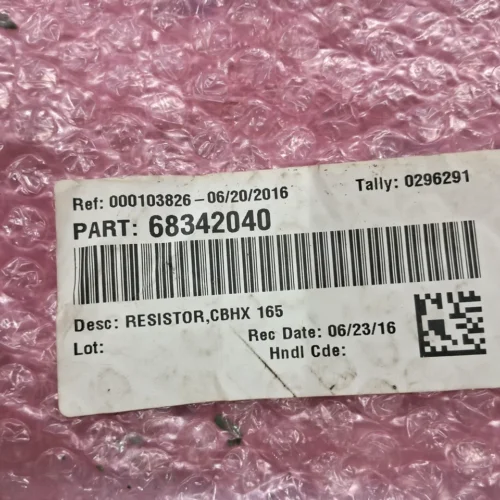 Ref: 000103826-06/20/2016 Tally: 0296291
PART: 68342040
Desc: RESISTOR,CBHX 165
Lot: Rec Date: 06/23/16
Hndl Cde: